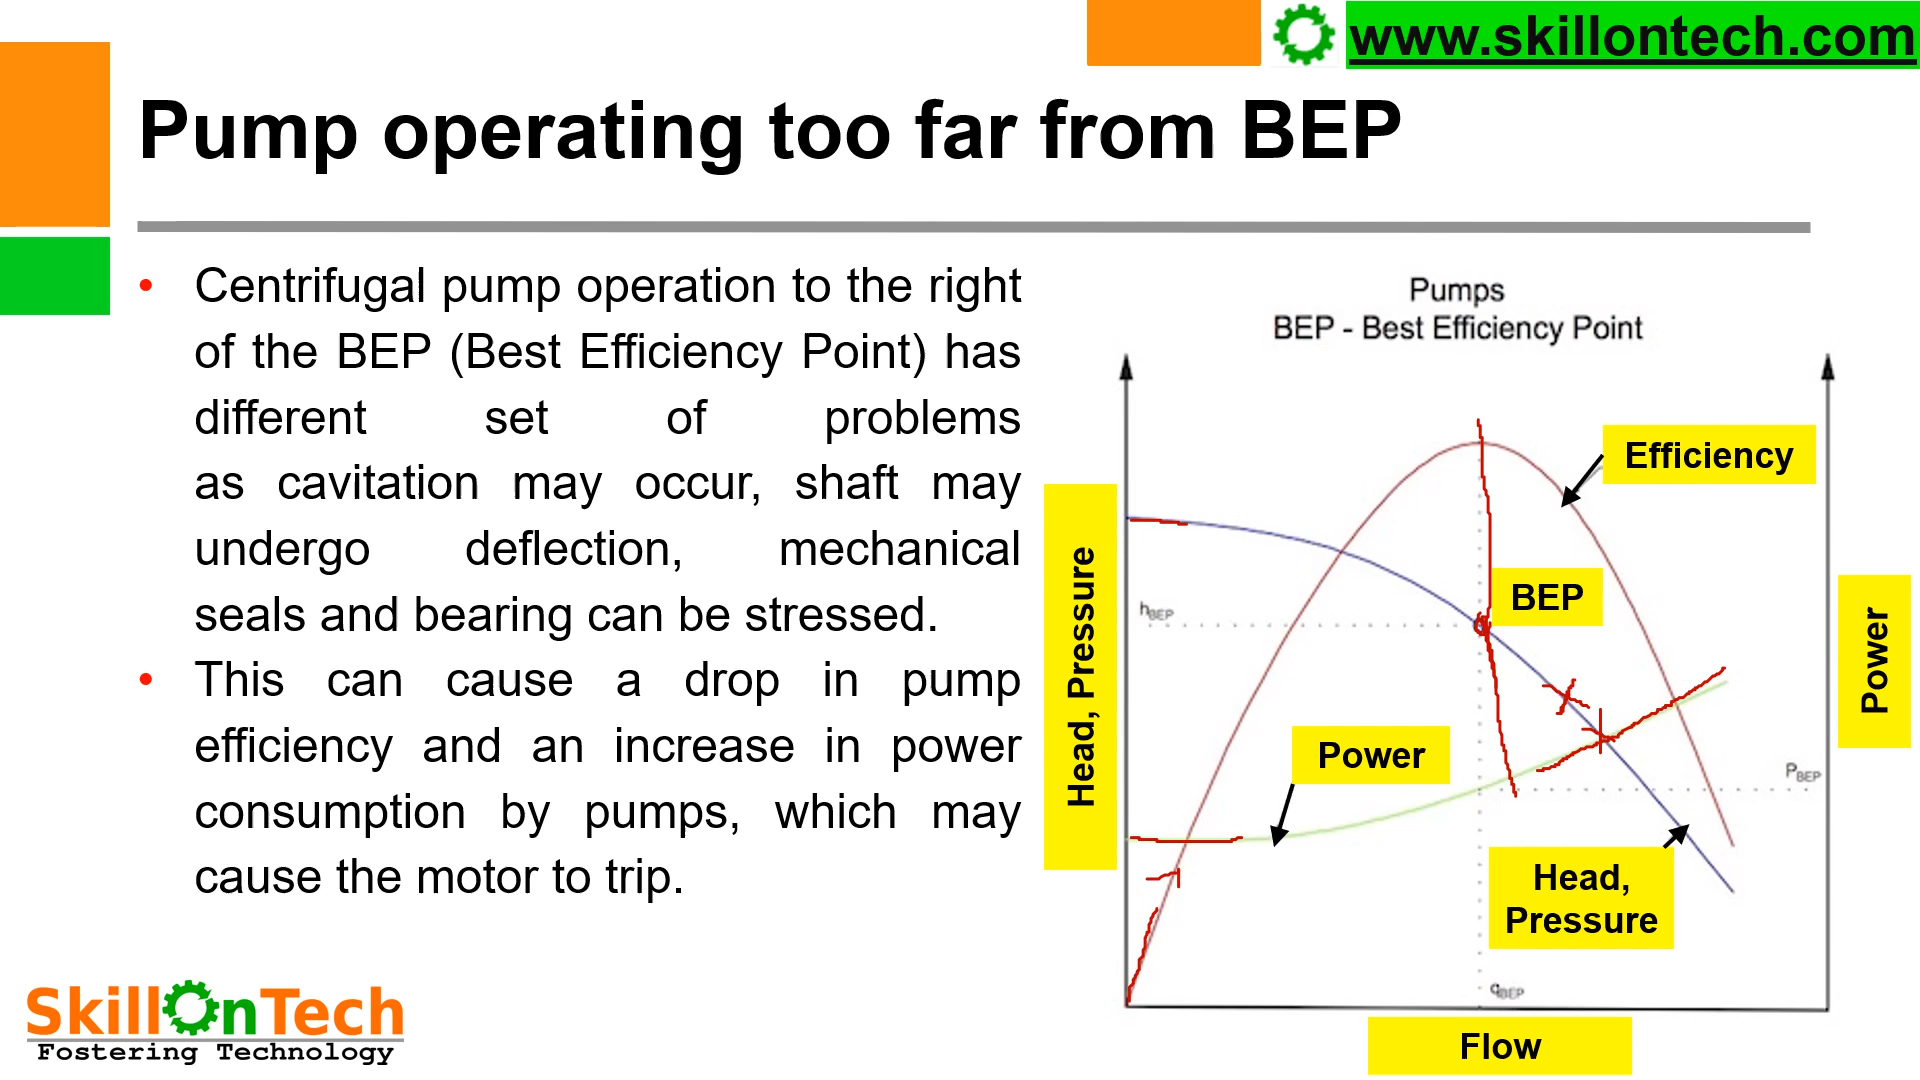 www.skillontech.com
Pump operating too far from BEP
• Centrifugal pump operation to the right
of the BEP (Best Efficiency Point) has
different set of problems
as cavitation may occur, shaft may
undergo deflection, mechanical
seals and bearing can be stressed.
• This can cause a drop in pump
efficiency and an increase in power
consumption by pumps, which may
cause the motor to trip.
Pumps
BEP - Best Efficiency Point
Efficiency
BEP
hBEP
Head, Pressure
Power
Power
PBEP
Head,
Pressure
qBEP
Flow
SkillOnTech
Fostering Technology